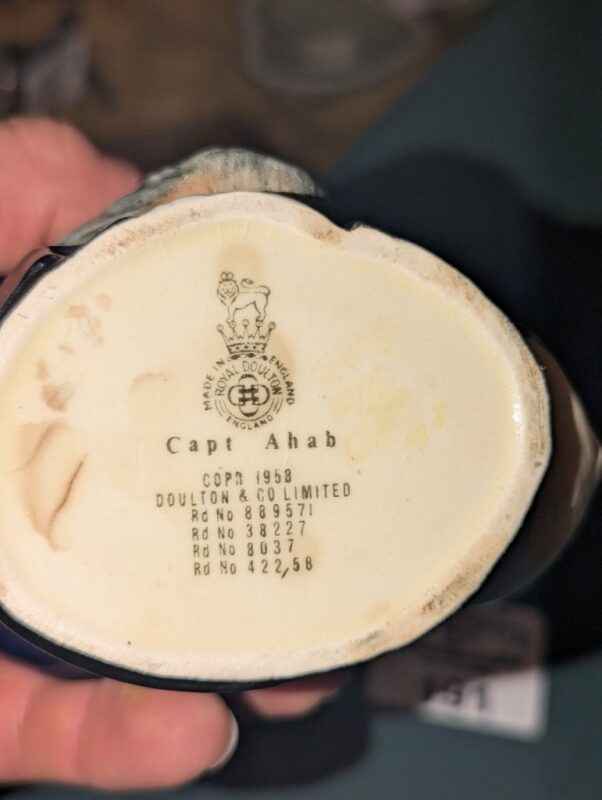 MADE IN ENGLAND
ROYAL DOULTON
ENGLAND
Capt Ahab
COPR 1958
DOULTON & CO LIMITED
Rd No 889571
Rd No 38227
Rd No 8037
Rd No 422/58